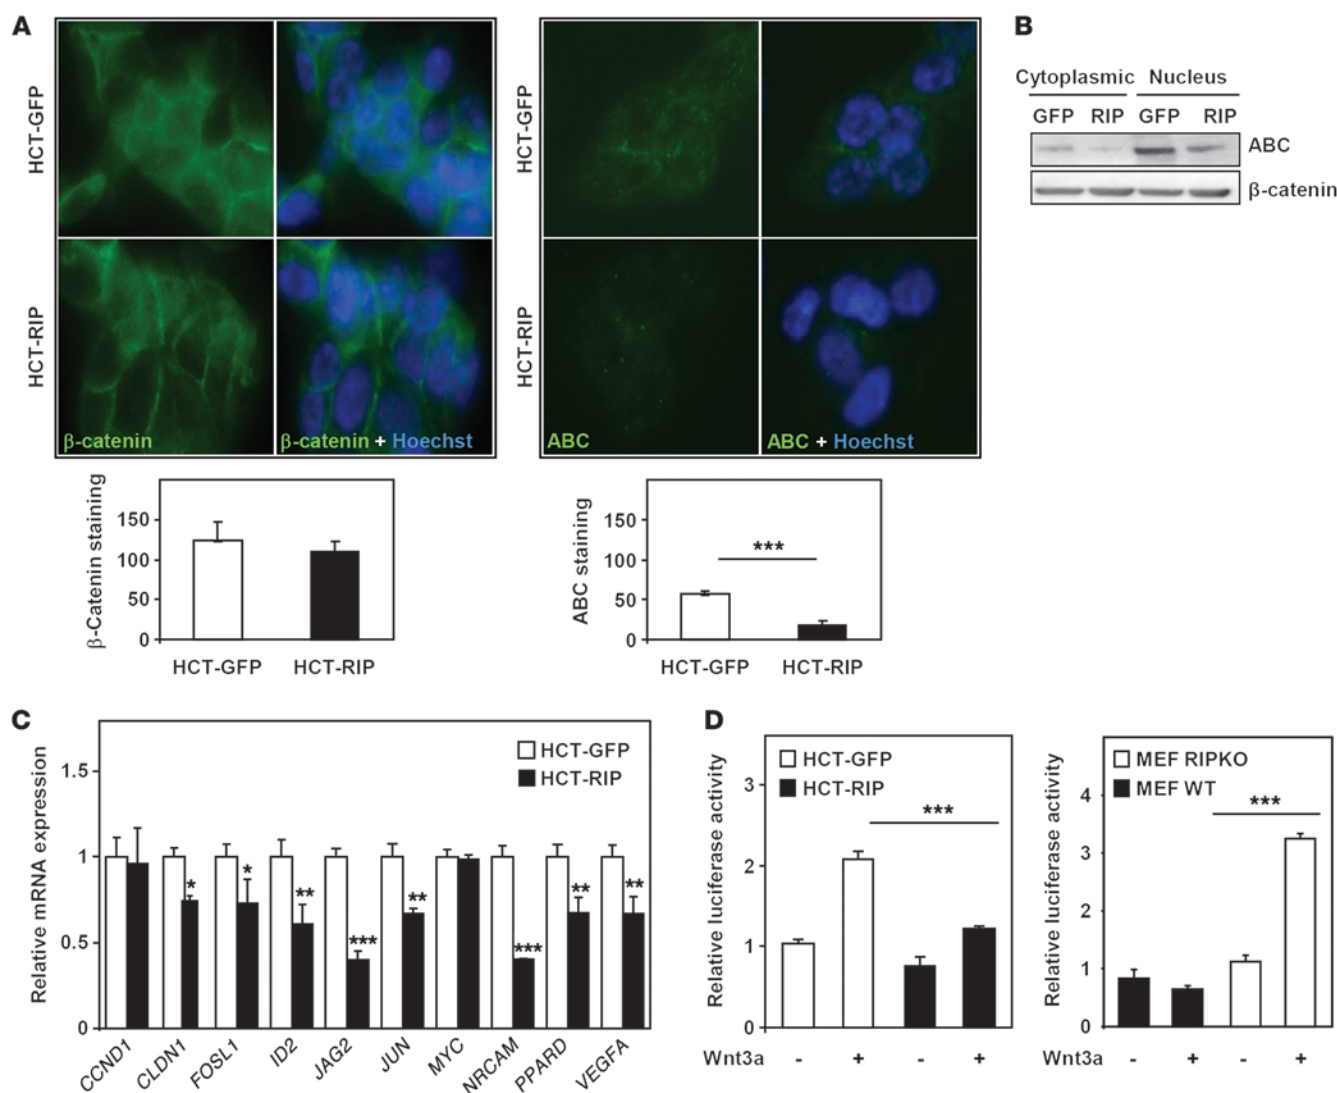 A
HCT-GFP
HCT-RIP
β-catenin
β-catenin + Hoechst
HCT-GFP
HCT-RIP
ABC
ABC + Hoechst
β-Catenin staining
150
100
50
0
HCT-GFP HCT-RIP
ABC staining
150
100
50
0
***
HCT-GFP HCT-RIP
B
Cytoplasmic Nucleus
GFP RIP GFP RIP
ABC
β-catenin
C
Relative mRNA expression
1.5
1
0.5
0
HCT-GFP
HCT-RIP
* * ** *** ** *** ** **
CCND1 CLDN1 FOSL1 ID2 JAG2 JUN MYC NRCAM PPARD VEGFA
D
Relative luciferase activity
3
2
1
0
HCT-GFP
HCT-RIP
***
Wnt3a - + - +
Relative luciferase activity
4
3
2
1
0
MEF RIPKO
MEF WT
***
- + - +